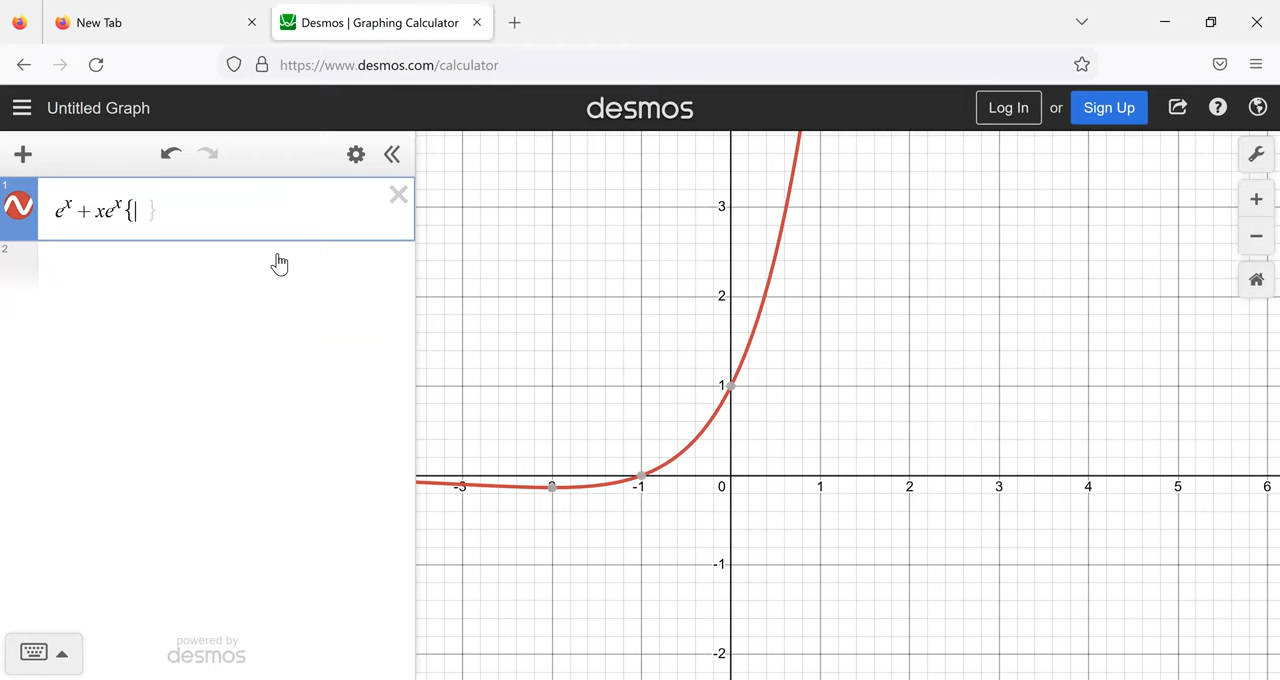 New Tab
Desmos | Graphing Calculator
https://www.desmos.com/calculator
Untitled Graph
desmos
Log In
or
Sign Up
1
e^x + xe^x{ }
2
powered by
desmos
3
2
1
-3
-1
0
1
2
3
4
5
6
-1
-2